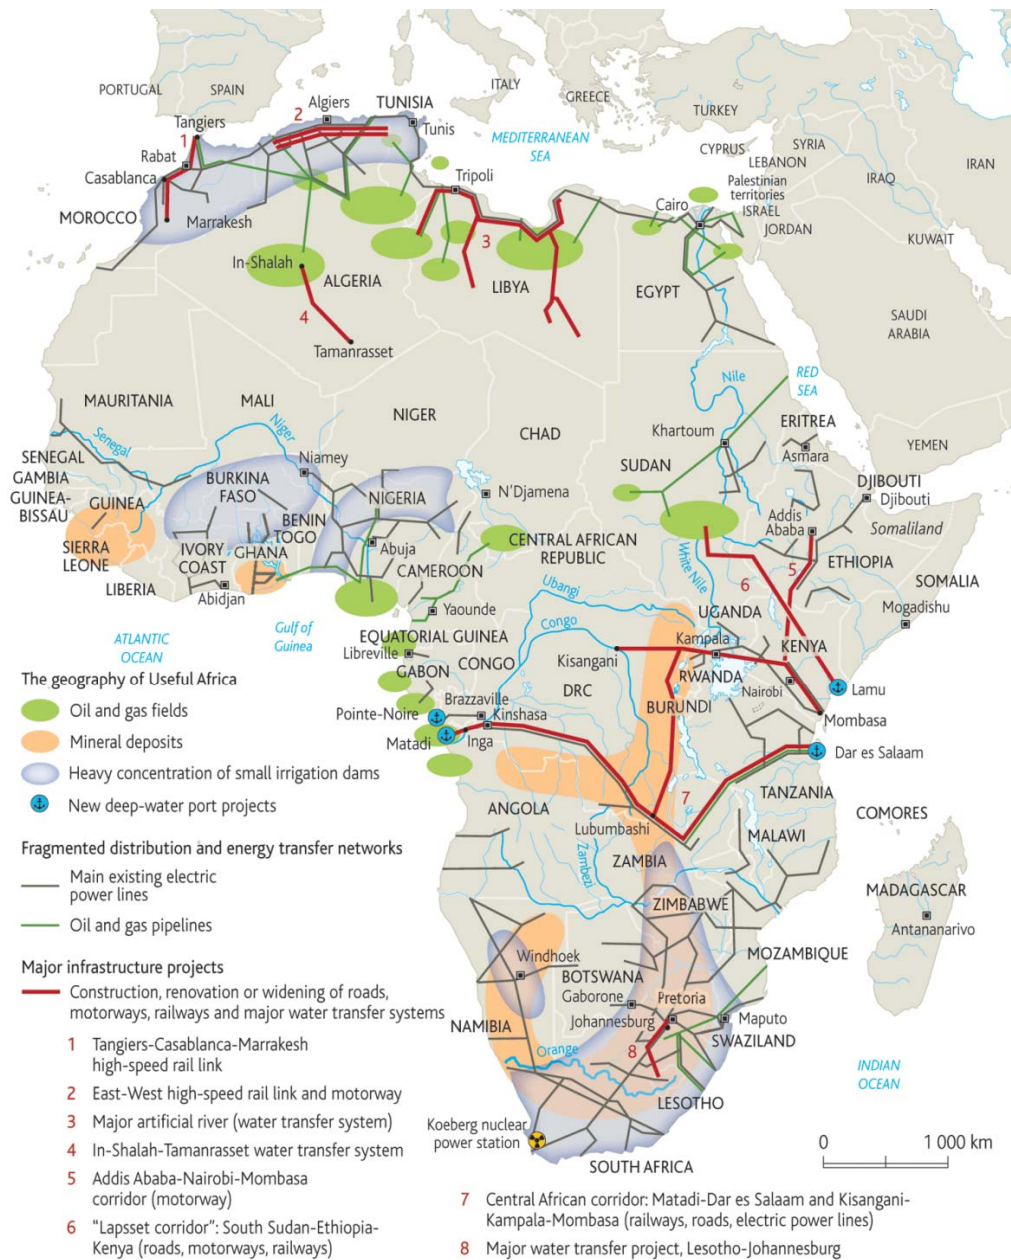 PORTUGAL
SPAIN
ITALY
GREECE
TURKEY
CYPRUS
SYRIA
LEBANON
IRAQ
IRAN
Palestinian
territories
ISRAEL
JORDAN
KUWAIT
SAUDI
ARABIA
YEMEN
MEDITERRANEAN
SEA
RED
SEA
Tangiers
1
Rabat
Casablanca
MOROCCO
Marrakesh
2
Algiers
TUNISIA
Tunis
Tripoli
3
Cairo
In-Shalah
ALGERIA
LIBYA
EGYPT
4
Tamanrasset
MAURITANIA
MALI
NIGER
CHAD
Nile
Senegal
Niger
Khartoum
ERITREA
Asmara
SENEGAL
GAMBIA
GUINEA-
BISSAU
GUINEA
BURKINA
FASO
Niamey
NIGERIA
N'Djamena
SUDAN
DJIBOUTI
Djibouti
BENIN
TOGO
Addis
Ababa
Somaliland
SIERRA
LEONE
IVORY
COAST
GHANA
Abuja
CENTRAL AFRICAN
REPUBLIC
White Nile
5
ETHIOPIA
LIBERIA
Abidjan
CAMEROON
Ubangi
6
SOMALIA
Yaounde
UGANDA
Mogadishu
ATLANTIC
OCEAN
Gulf of
Guinea
EQUATORIAL GUINEA
Congo
Kampala
KENYA
Libreville
GABON
CONGO
Kisangani
RWANDA
Nairobi
Lamu
DRC
BURUNDI
Brazzaville
Pointe-Noire
Kinshasa
Mombasa
Matadi
Inga
Dar es Salaam
7
TANZANIA
ANGOLA
Lubumbashi
COMORES
MALAWI
ZAMBIA
Zambezi
MADAGASCAR
Antananarivo
ZIMBABWE
MOZAMBIQUE
Windhoek
BOTSWANA
Gaborone
Pretoria
Johannesburg
Maputo
SWAZILAND
NAMIBIA
8
Orange
LESOTHO
INDIAN
OCEAN
Koeberg nuclear
power station
SOUTH AFRICA
0
1 000 km
The geography of Useful Africa
Oil and gas fields
Mineral deposits
Heavy concentration of small irrigation dams
New deep-water port projects
Fragmented distribution and energy transfer networks
Main existing electric
power lines
Oil and gas pipelines
Major infrastructure projects
Construction, renovation or widening of roads,
motorways, railways and major water transfer systems
1 Tangiers-Casablanca-Marrakesh
high-speed rail link
2 East-West high-speed rail link and motorway
3 Major artificial river (water transfer system)
4 In-Shalah-Tamanrasset water transfer system
5 Addis Ababa-Nairobi-Mombasa
corridor (motorway)
6 "Lapsset corridor": South Sudan-Ethiopia-
Kenya (roads, motorways, railways)
7 Central African corridor: Matadi-Dar es Salaam and Kisangani-
Kampala-Mombasa (railways, roads, electric power lines)
8 Major water transfer project, Lesotho-Johannesburg